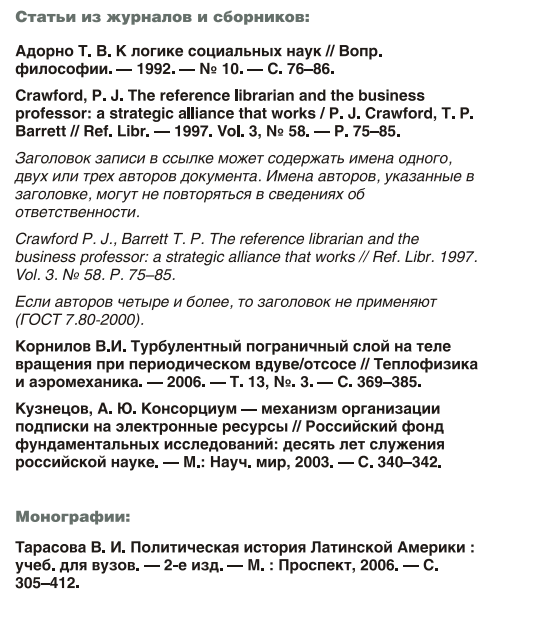 Статьи из журналов и сборников:
Адорно Т. В. К логике социальных наук // Вопр.
философии. — 1992. — № 10. — С. 76–86.
Crawford, P. J. The reference librarian and the business
professor: a strategic alliance that works / P. J. Crawford, T. P.
Barrett // Ref. Libr. — 1997. Vol. 3, № 58. — P. 75–85.
Заголовок записи в ссылке может содержать имена одного,
двух или трех авторов документа. Имена авторов, указанные в
заголовке, могут не повторяться в сведениях об
ответственности.
Crawford P. J., Barrett T. P. The reference librarian and the
business professor: a strategic alliance that works // Ref. Libr. 1997.
Vol. 3. № 58. P. 75–85.
Если авторов четыре и более, то заголовок не применяют
(ГОСТ 7.80-2000).
Корнилов В.И. Турбулентный пограничный слой на теле
вращения при периодическом вдуве/отсосе // Теплофизика
и аэромеханика. — 2006. — Т. 13, №. 3. — С. 369–385.
Кузнецов, А. Ю. Консорциум — механизм организации
подписки на электронные ресурсы // Российский фонд
фундаментальных исследований: десять лет служения
российской науке. — М.: Науч. мир, 2003. — С. 340–342.
Монографии:
Тарасова В. И. Политическая история Латинской Америки :
учеб. для вузов. — 2-е изд. — М. : Проспект, 2006. — С.
305–412.